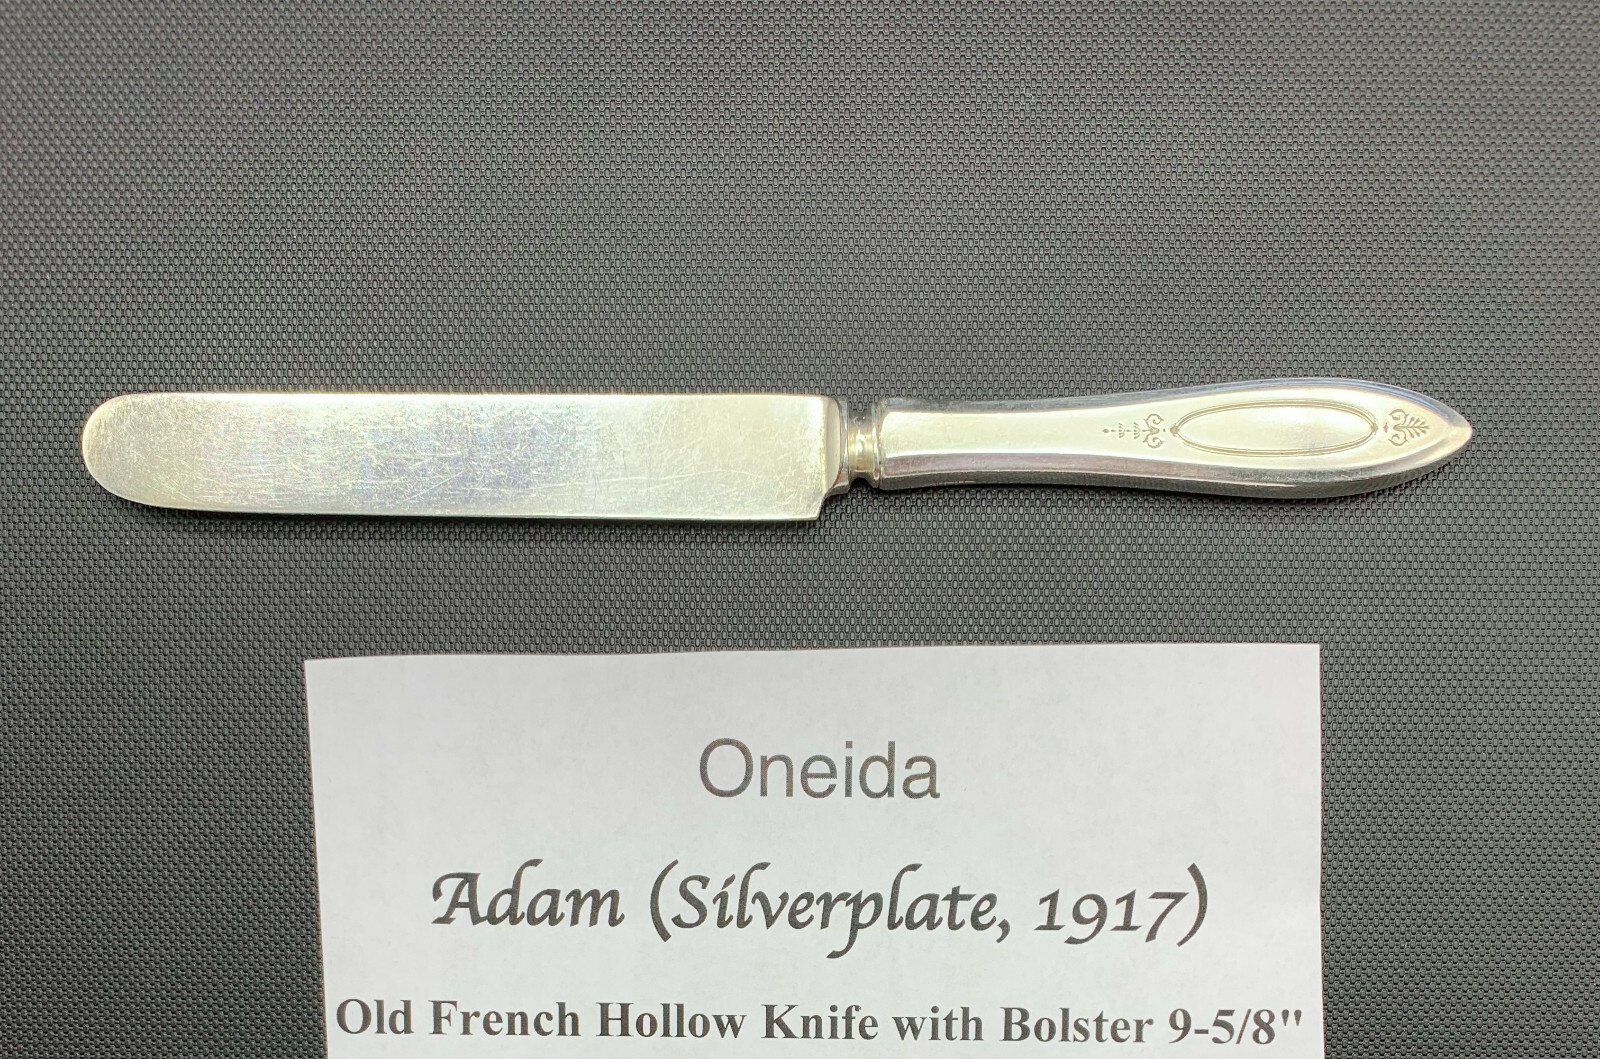 Oneida
Adam (Silverplate, 1917)
Old French Hollow Knife with Bolster 9-5/8"